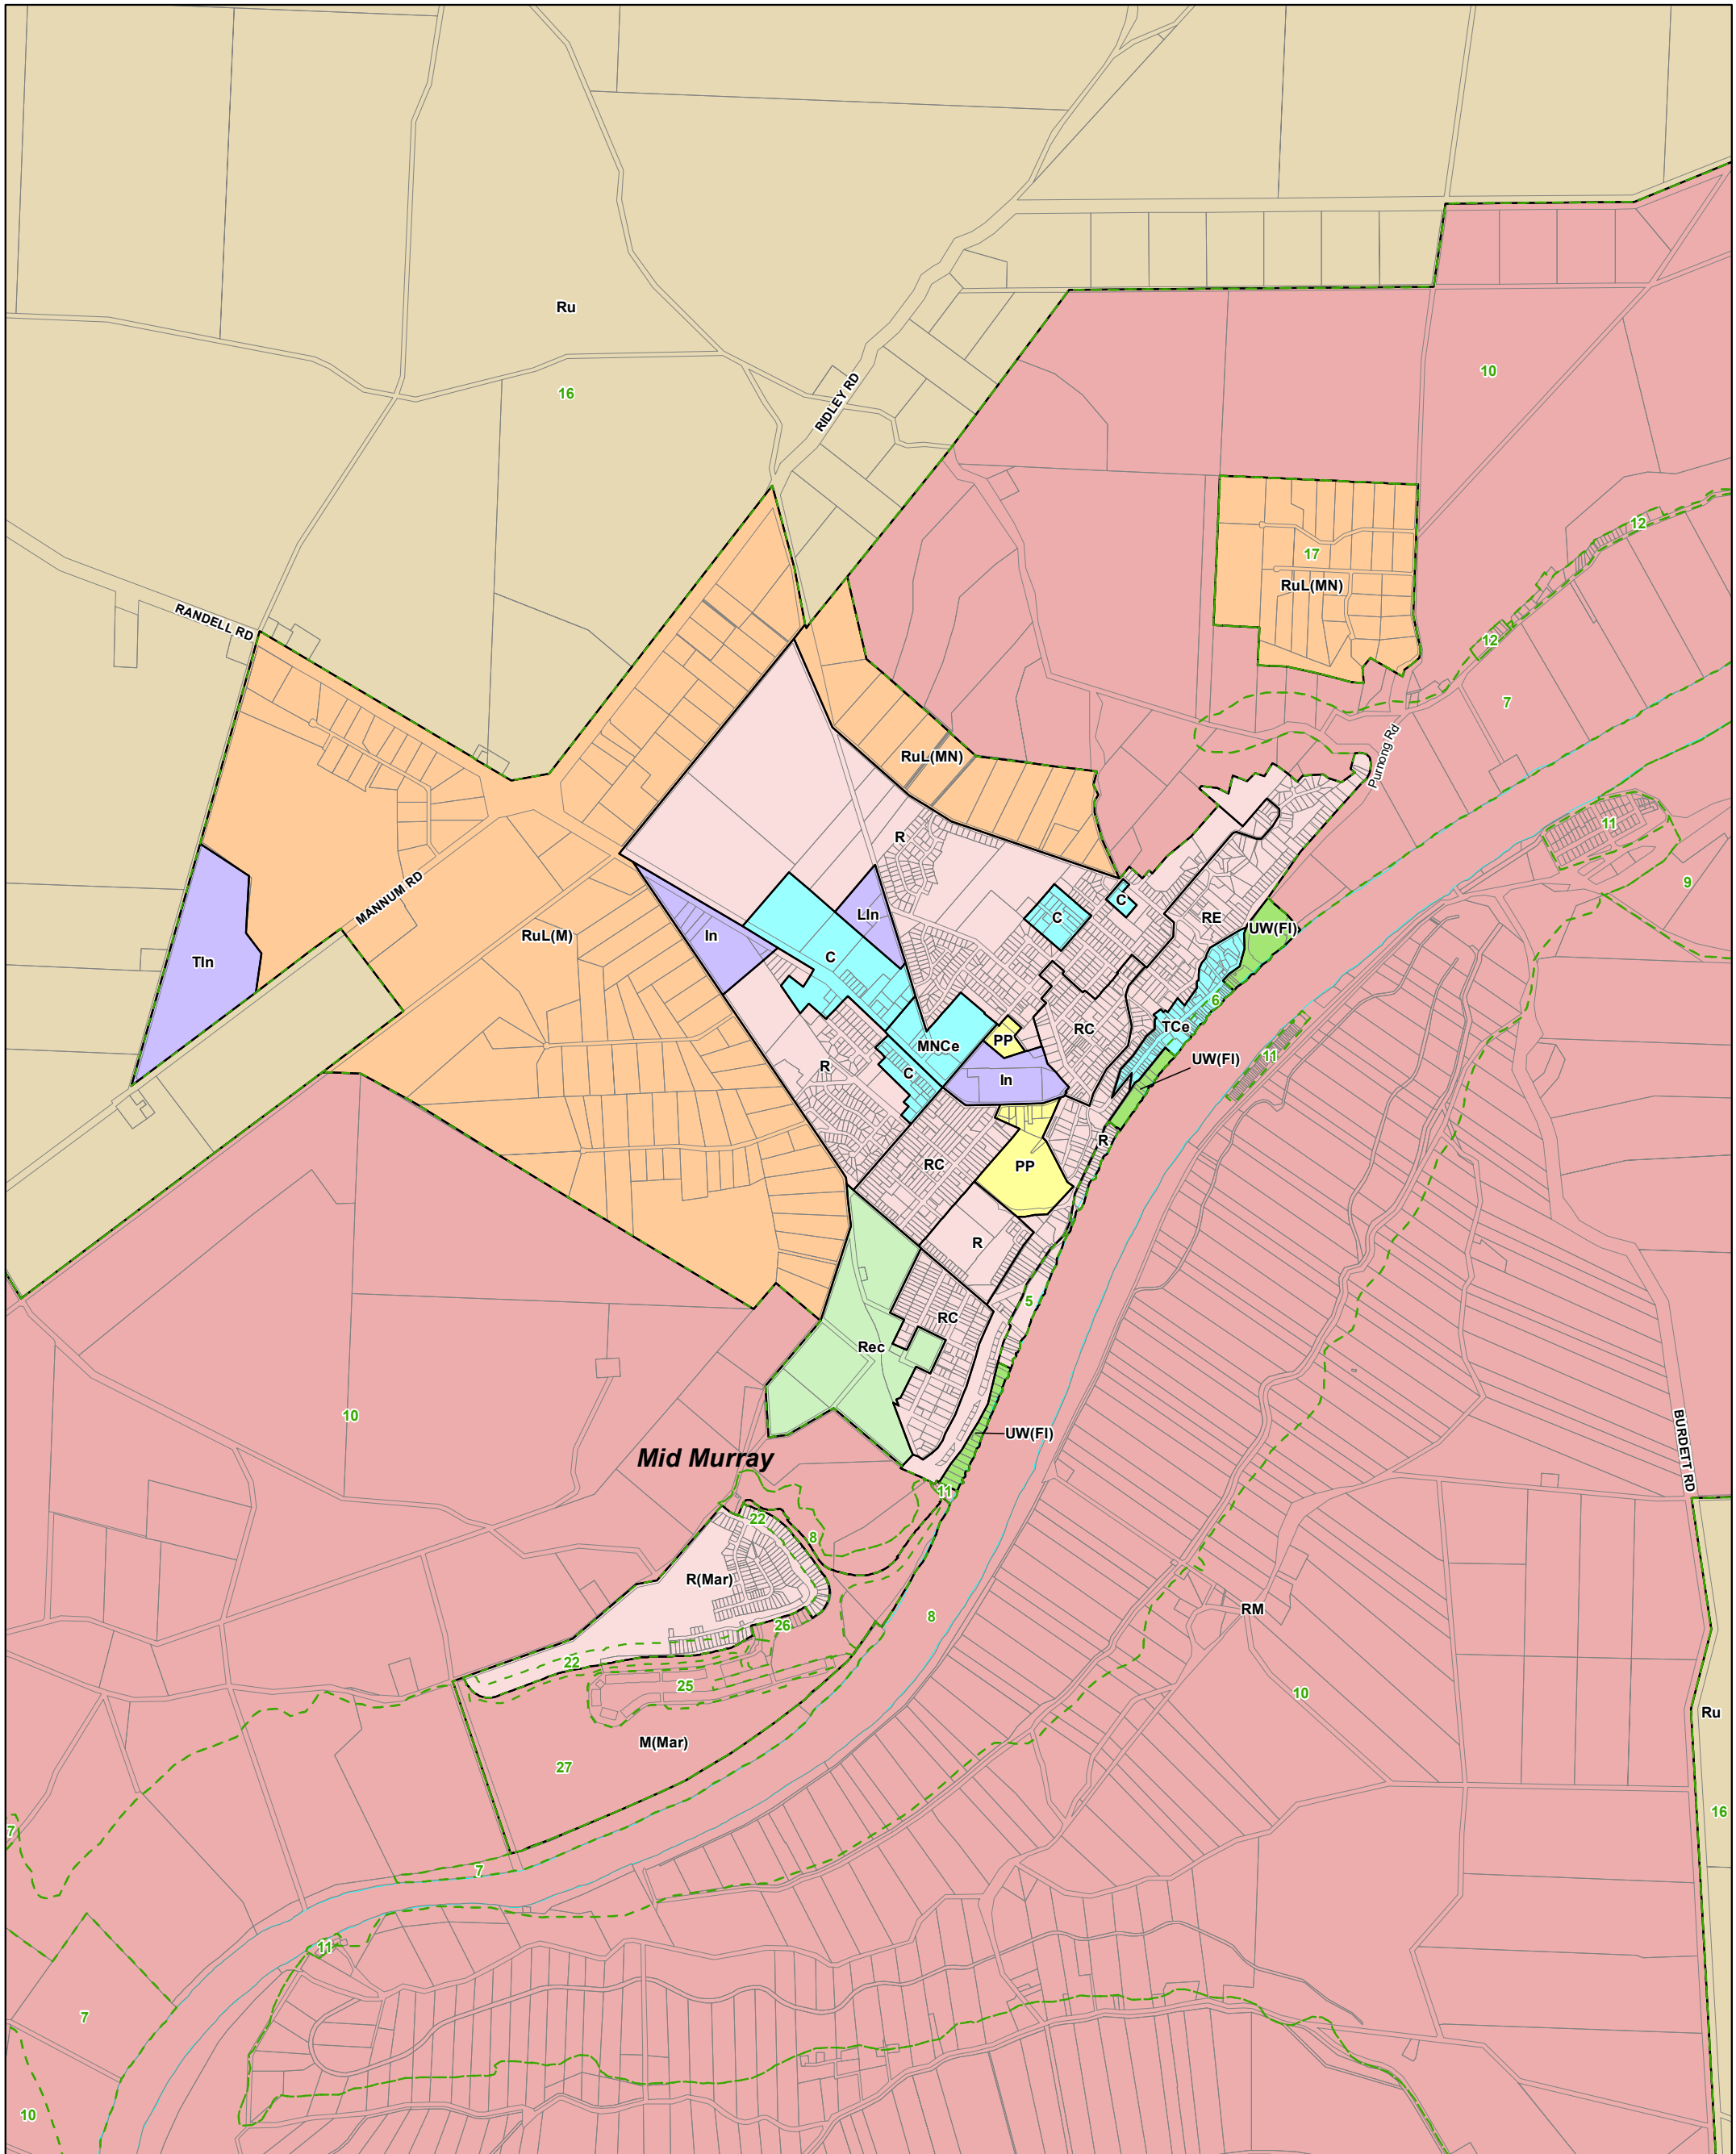 Ru
10
16
RIDLEY RD
12
17
RuL(MN)
RANDELL RD
12
7
Purnong Rd
RuL(MN)
11
R
9
MANNUM RD
C
C
LIn
RE
UW(Fl)
RuL(M)
In
C
TIn
6
TCe
RC
PP
MNCe
11
UW(Fl)
R
C
In
R
RC
PP
R
5
RC
Rec
10
BURDETT RD
UW(Fl)
Mid Murray
11
22
8
R(Mar)
RM
8
26
22
25
10
Ru
M(Mar)
27
16
7
7
11
7
10